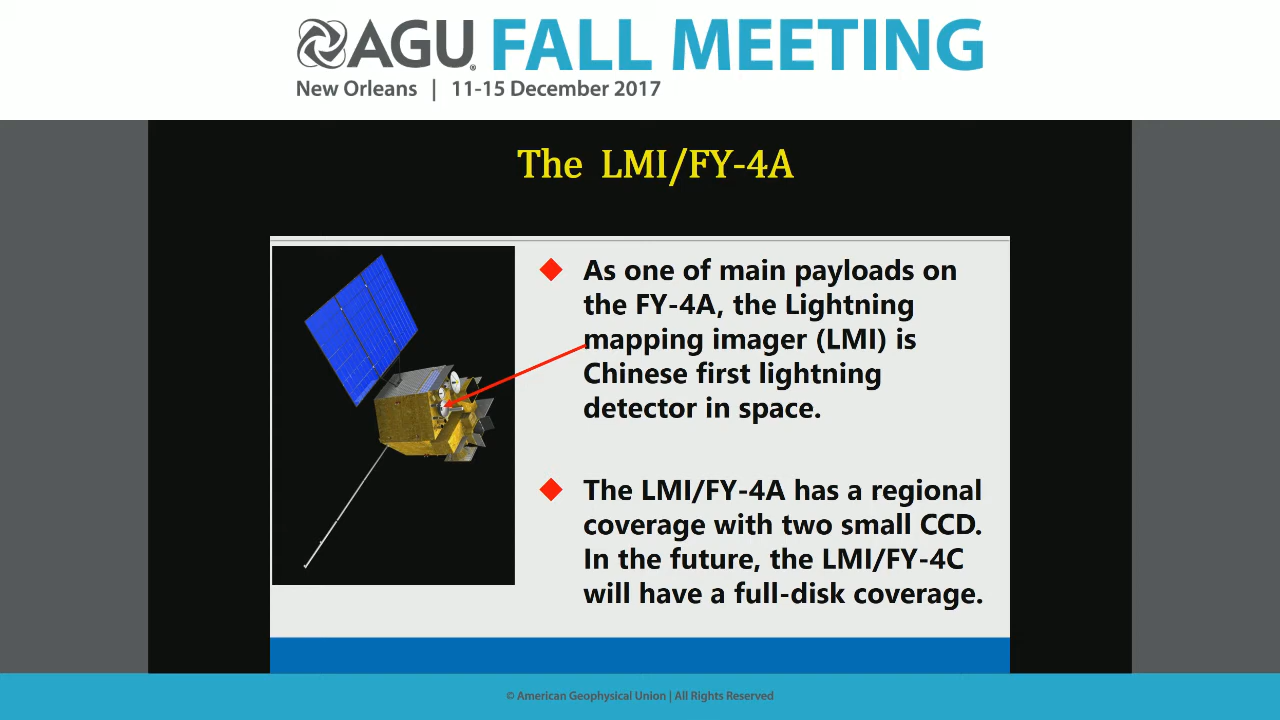 AGU FALL MEETING
New Orleans | 11-15 December 2017
The LMI/FY-4A
As one of main payloads on
the FY-4A, the Lightning
mapping imager (LMI) is
Chinese first lightning
detector in space.
The LMI/FY-4A has a regional
coverage with two small CCD.
In the future, the LMI/FY-4C
will have a full-disk coverage.
© American Geophysical Union | All Rights Reserved